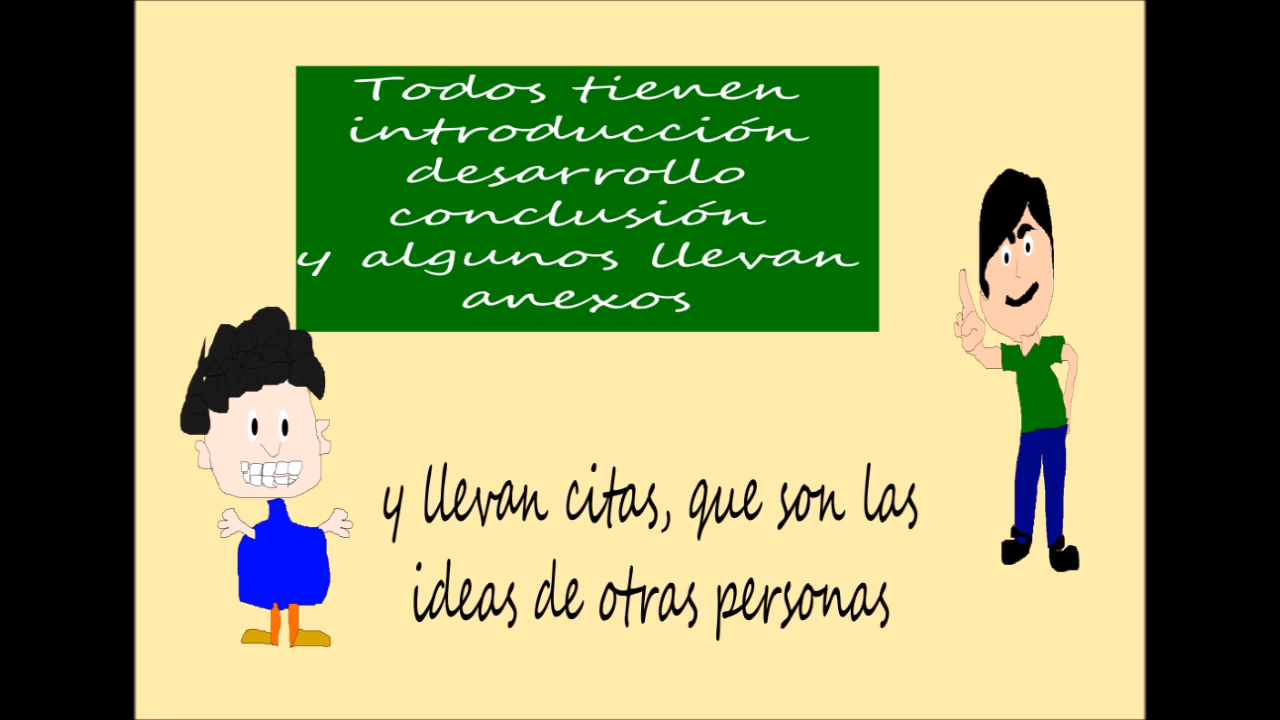 Todos tienen
introducción
desarrollo
conclusión
y algunos llevan
anexos
y llevan citas, que son las
ideas de otras personas